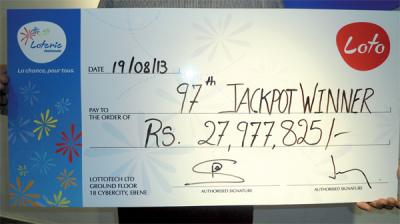 Loterie
La chance, pour tous.
Loto
DATE 19/08/13
97th JACKPOT WINNER
PAY TO
THE ORDER OF
Rs. 27,977,825/-
LOTTOTECH LTD
GROUND FLOOR
18 CYBERCITY, EBENE
AUTHORISED SIGNATURE
AUTHORISED SIGNATURE